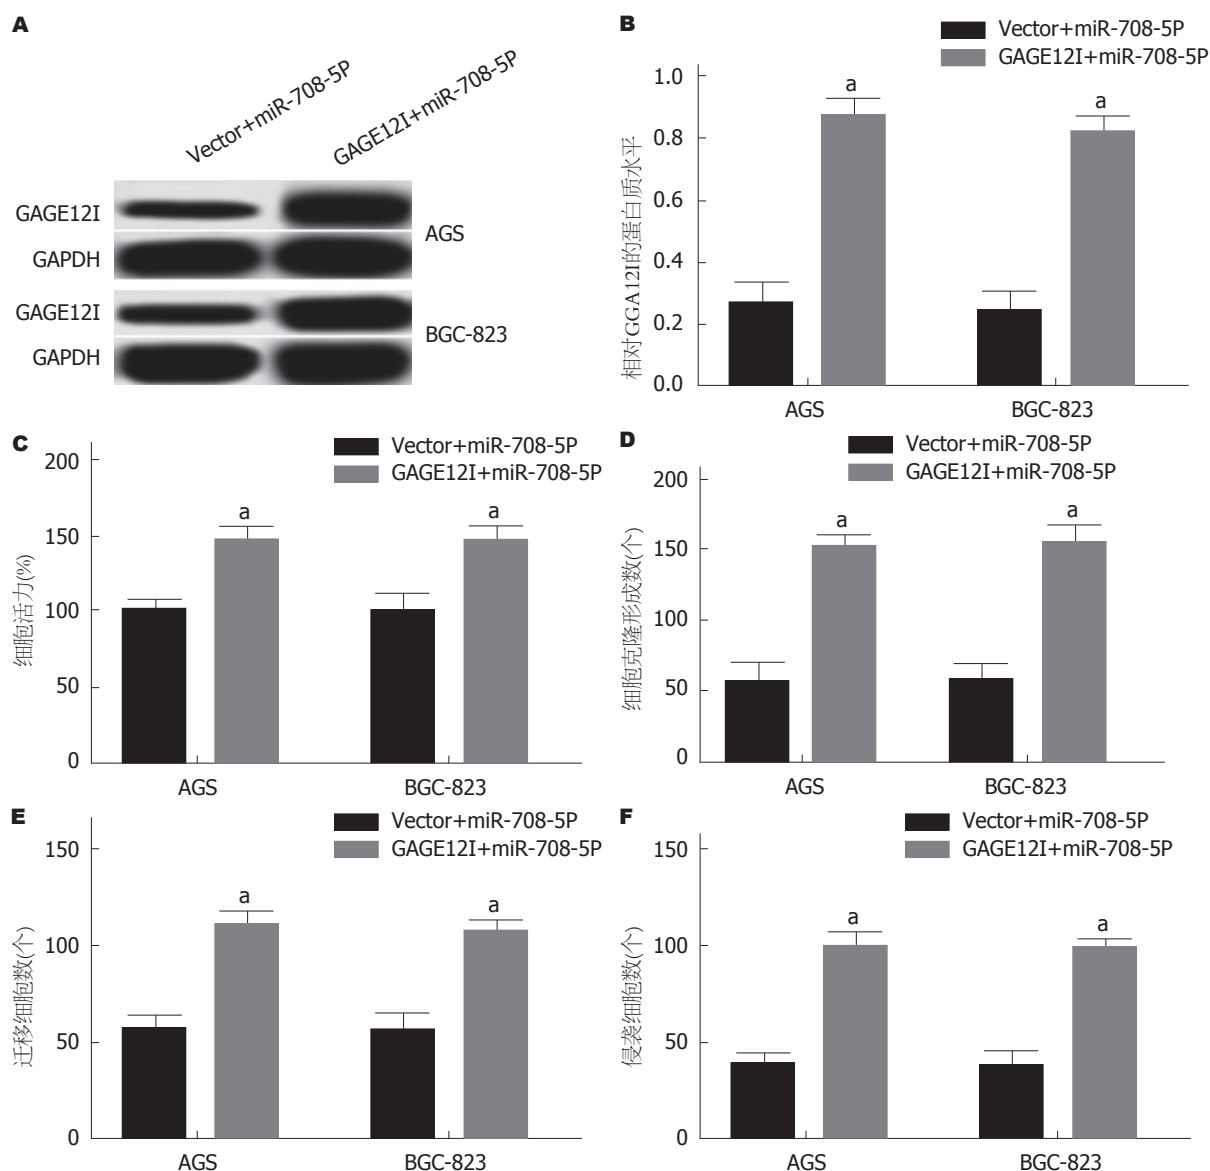 A
Vector+miR-708-5P
GAGE12I+miR-708-5P
GAGE12I
GAPDH
AGS
GAGE12I
GAPDH
BGC-823
B
Vector+miR-708-5P
GAGE12I+miR-708-5P
相对GGA12I的蛋白质水平
1.0
0.8
0.6
0.4
0.2
0.0
a
a
AGS
BGC-823
C
Vector+miR-708-5P
GAGE12I+miR-708-5P
细胞活力(%)
200
150
100
50
0
a
a
AGS
BGC-823
D
Vector+miR-708-5P
GAGE12I+miR-708-5P
细胞克隆形成数(个)
200
150
100
50
0
a
a
AGS
BGC-823
E
Vector+miR-708-5P
GAGE12I+miR-708-5P
迁移细胞数(个)
150
100
50
0
a
a
AGS
BGC-823
F
Vector+miR-708-5P
GAGE12I+miR-708-5P
侵袭细胞数(个)
150
100
50
0
a
a
AGS
BGC-823